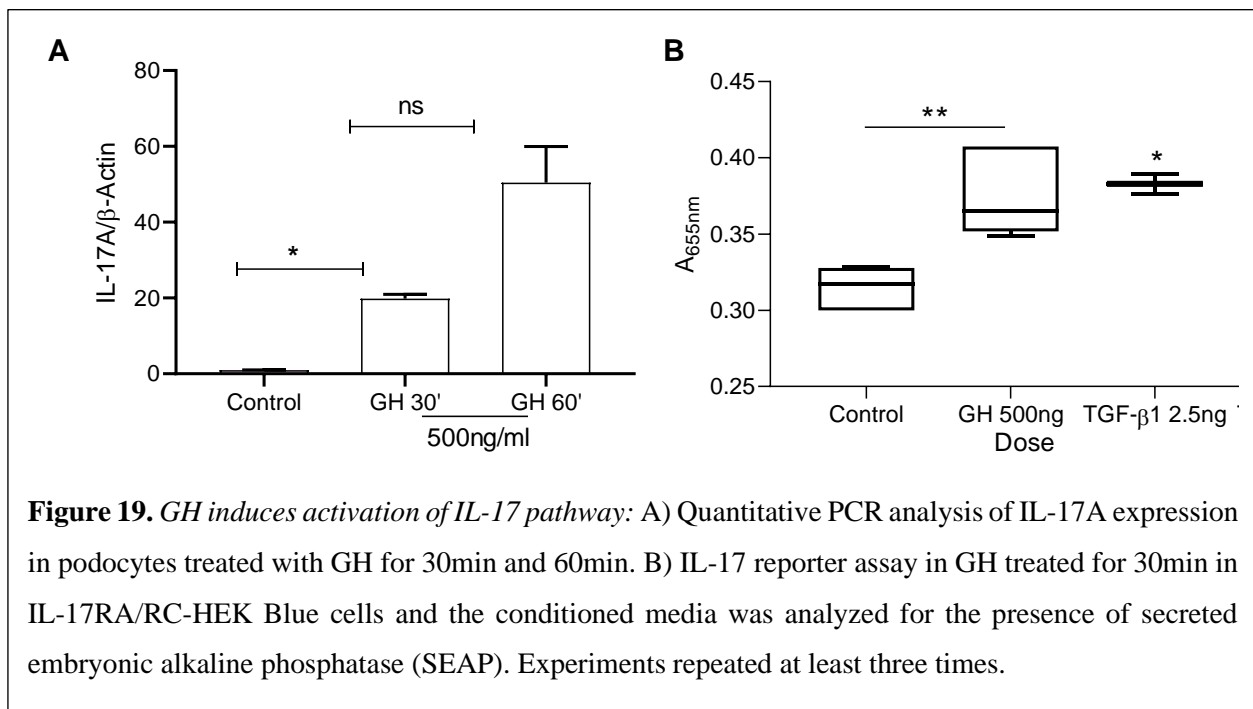 A
80
60
40
20
0
IL-17A/β-Actin
ns
*
Control
GH 30'
GH 60'
500ng/ml
B
0.45
0.40
0.35
0.30
0.25
A655nm
**
*
Control
GH 500ng
TGF-β1 2.5ng
Dose
Figure 19. GH induces activation of IL-17 pathway: A) Quantitative PCR analysis of IL-17A expression
in podocytes treated with GH for 30min and 60min. B) IL-17 reporter assay in GH treated for 30min in
IL-17RA/RC-HEK Blue cells and the conditioned media was analyzed for the presence of secreted
embryonic alkaline phosphatase (SEAP). Experiments repeated at least three times.